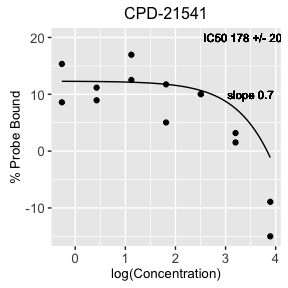 CPD-21541
IC50 178 +/- 20
slope 0.7
20
10
0
-10
% Probe Bound
0
1
2
3
4
log(Concentration)